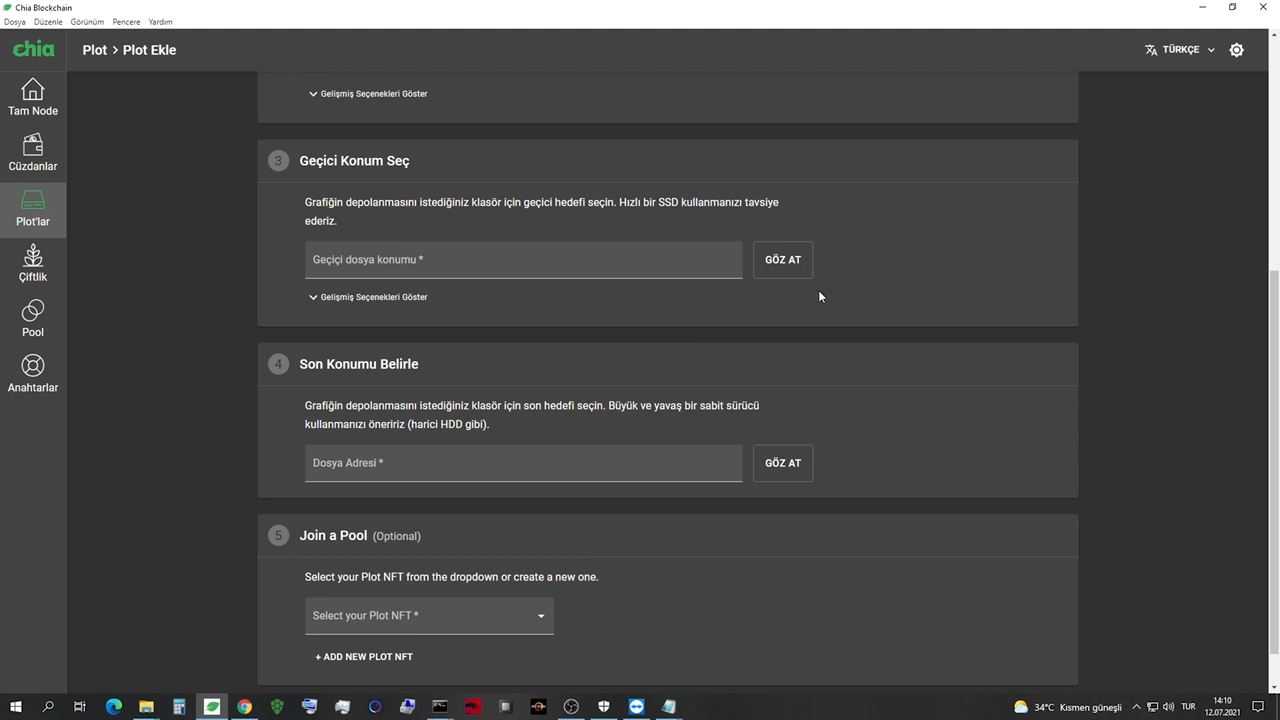 Chia Blockchain
Dosya Düzenle Görünüm Pencere Yardım
chia
Plot > Plot Ekle
TÜRKÇE
Tam Node
Cüzdanlar
Plot'lar
Çiftlik
Pool
Anahtarlar
Gelişmiş Seçenekleri Göster
3 Geçici Konum Seç
Grafiğin depolanmasını istediğiniz klasör için geçici hedefi seçin. Hızlı bir SSD kullanmanızı tavsiye
ederiz.
Geçiçi dosya konumu *
GÖZ AT
Gelişmiş Seçenekleri Göster
4 Son Konumu Belirle
Grafiğin depolanmasını istediğiniz klasör için son hedefi seçin. Büyük ve yavaş bir sabit sürücü
kullanmanızı öneririz (harici HDD gibi).
Dosya Adresi *
GÖZ AT
5 Join a Pool (Optional)
Select your Plot NFT from the dropdown or create a new one.
Select your Plot NFT *
+ ADD NEW PLOT NFT
34°C Kısmen güneşli
TUR
14:10
12.07.2021